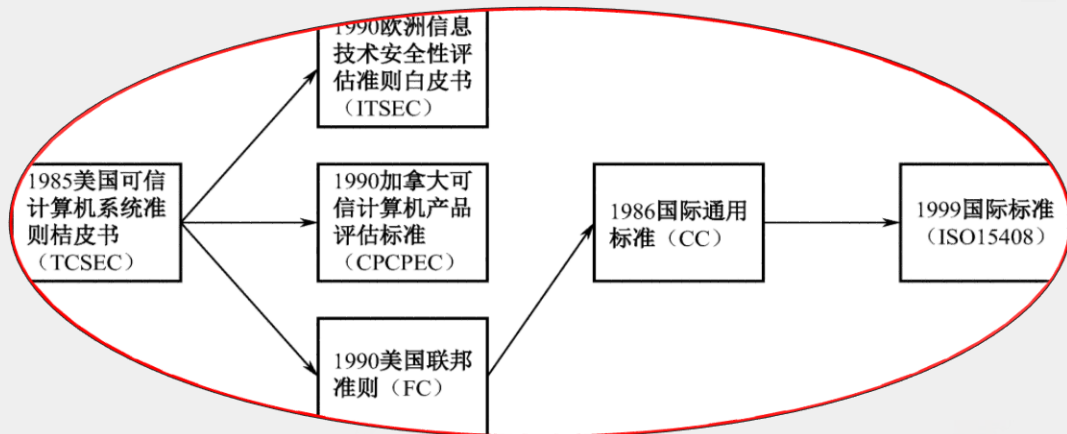 1990欧洲信息
技术安全性评
估准则白皮书
（ITSEC）
1985美国可信
计算机系统准
则桔皮书
（TCSEC）
1990加拿大可
信计算机产品
评估标准
（CPCPEC）
1990美国联邦
准则（FC）
1986国际通用
标准（CC）
1999国际标准
（ISO15408）